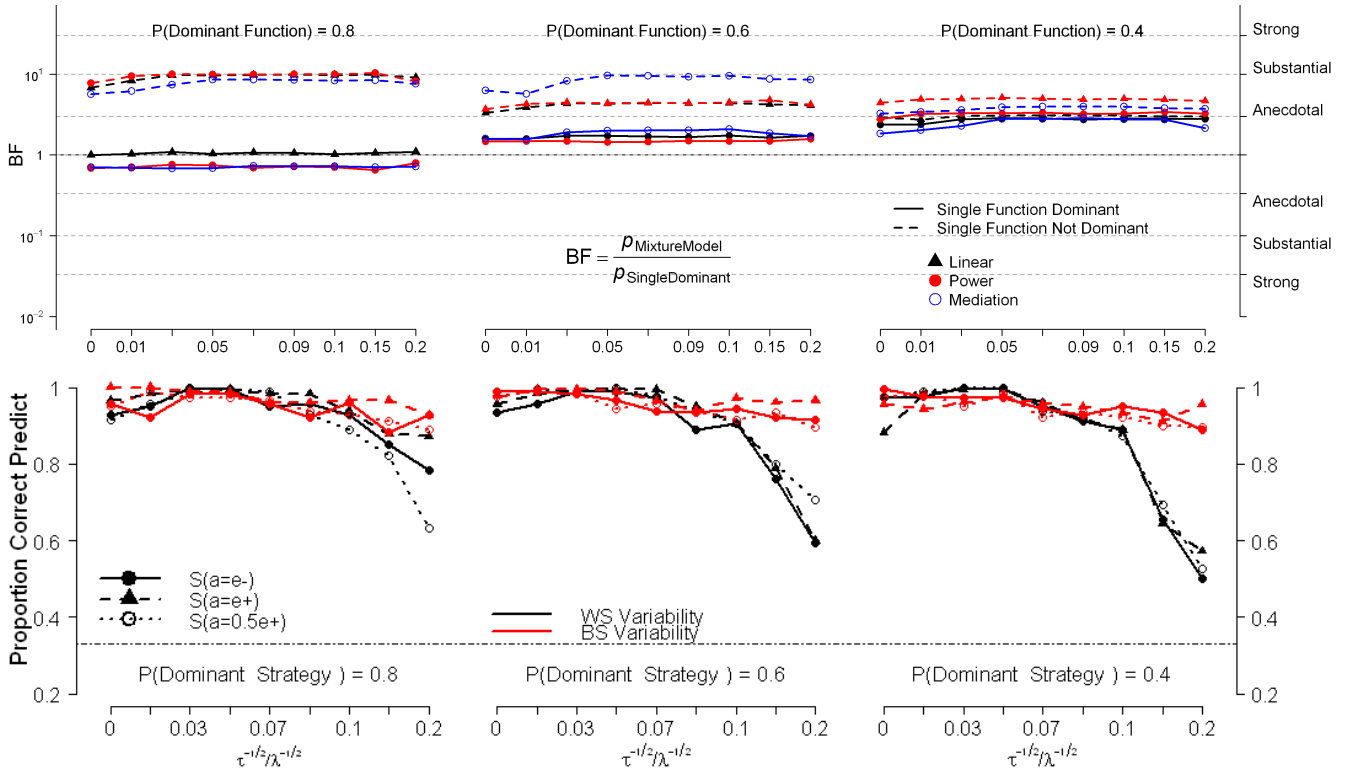 P(Dominant Function) = 0.8
P(Dominant Function) = 0.6
P(Dominant Function) = 0.4
BF
10^1
1
10^-1
10^-2
Strong
Substantial
Anecdotal
Anecdotal
Substantial
Strong
BF = p MixtureModel / p SingleDominant
Single Function Dominant
Single Function Not Dominant
Linear
Power
Mediation
0 0.01 0.05 0.09 0.15 0.2
0 0.01 0.05 0.09 0.15 0.2
0 0.01 0.05 0.09 0.15 0.2
Proportion Correct Predict
1
0.8
0.6
0.4
0.2
1
0.8
0.6
0.4
0.2
S(a=e-)
S(a=e+)
S(a=0.5e+)
WS Variability
BS Variability
P(Dominant Strategy ) = 0.8
P(Dominant Strategy ) = 0.6
P(Dominant Strategy ) = 0.4
0 0.03 0.07 0.1 0.2
0 0.03 0.07 0.1 0.2
0 0.03 0.07 0.1 0.2
τ^-1/2/λ^-1/2
τ^-1/2/λ^-1/2
τ^-1/2/λ^-1/2